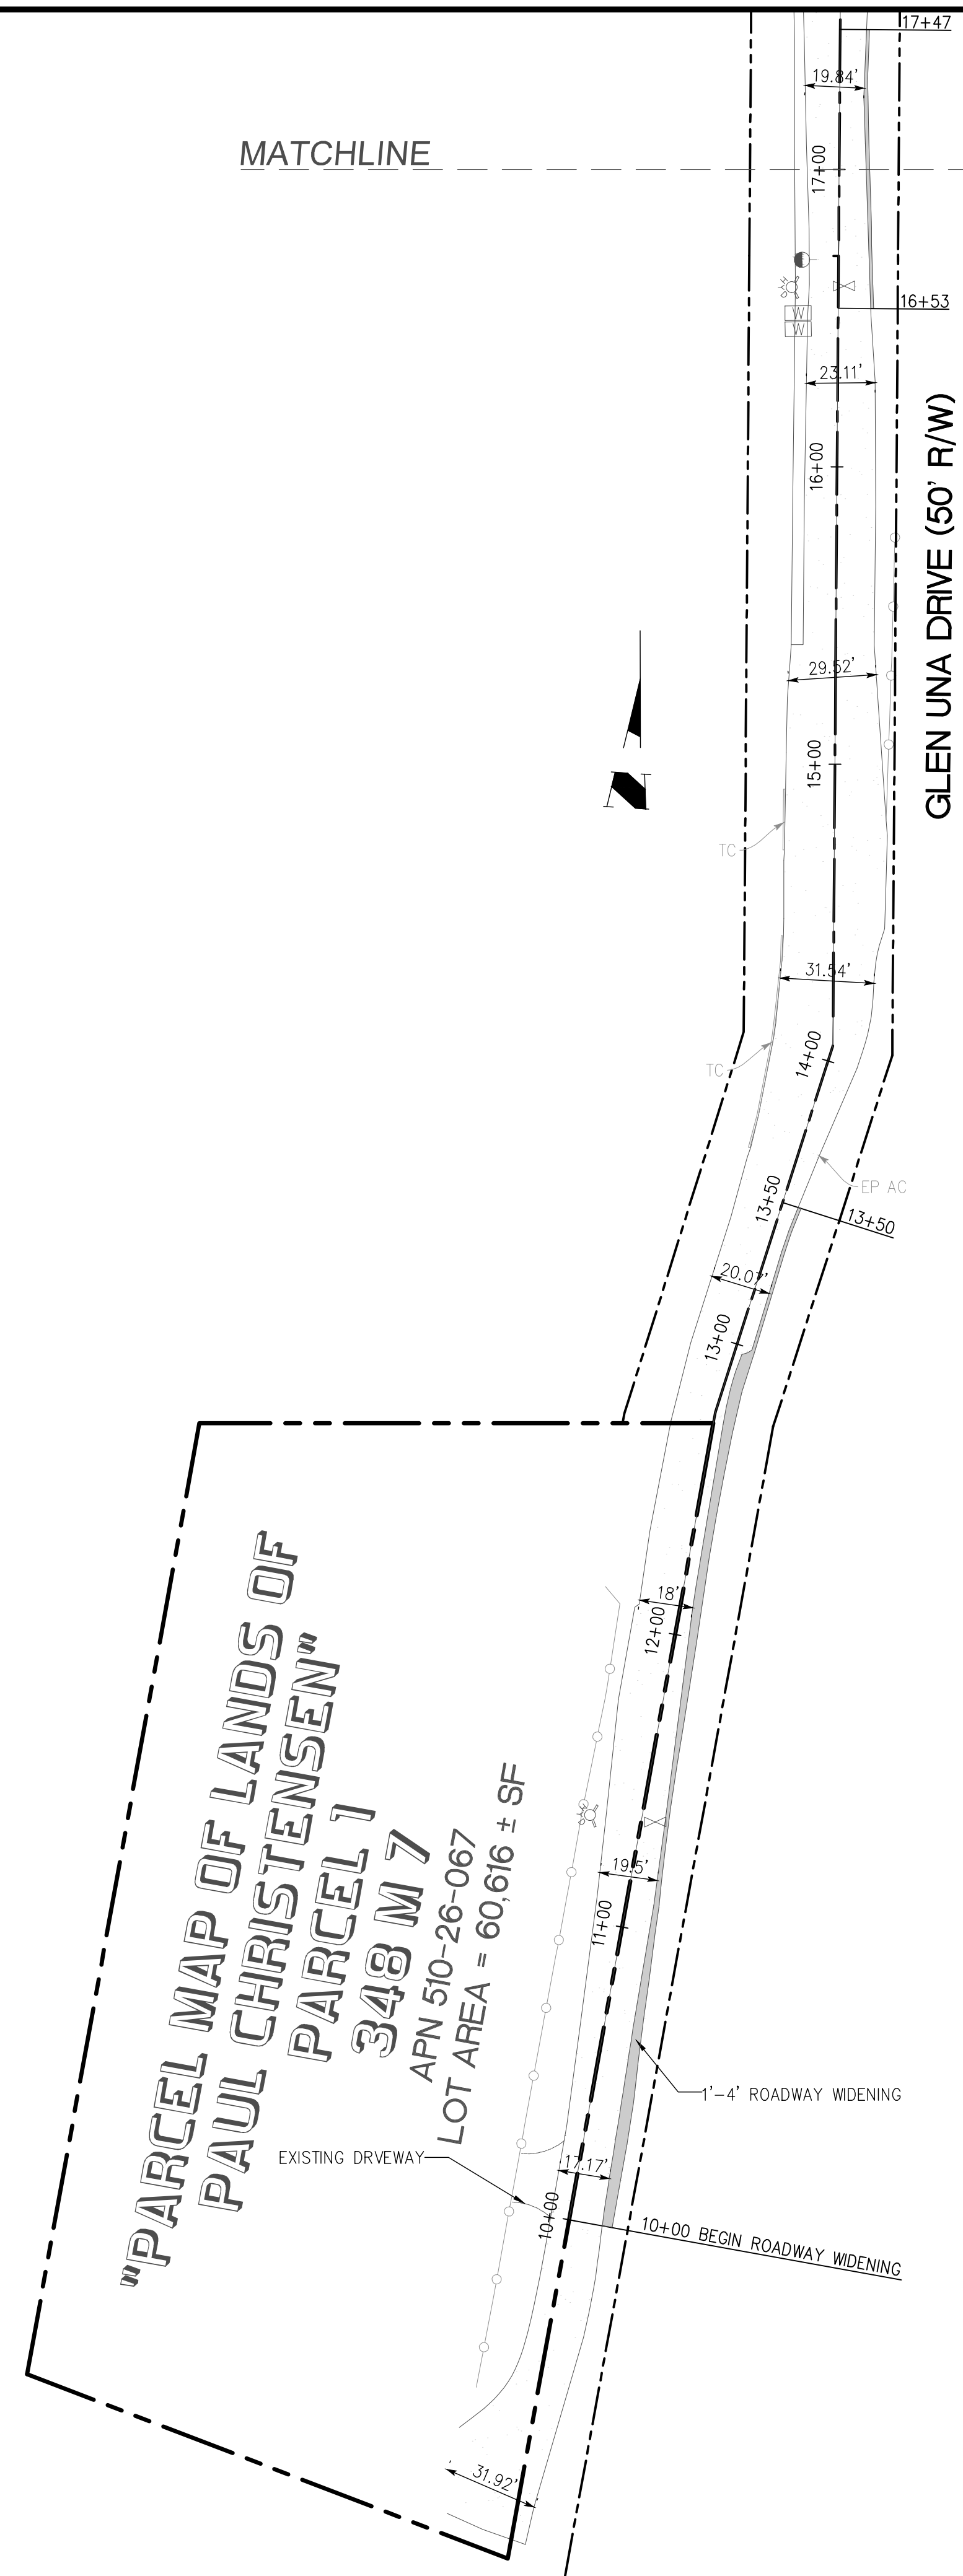 17+47
19.84'
MATCHLINE
17+00
W
W
16+53
23.11'
16+00
GLEN UNA DRIVE (50' R/W)
29.52'
15+00
N
TC
31.54'
14+00
TC
EP AC
13+50
13+50
20.07'
13+00
18'
12+00
"PARCEL MAP OF LANDS OF
PAUL CHRISTENSEN"
PARCEL 1
348 M 7
APN 510-26-067
LOT AREA = 60,616 ± SF
19.5'
11+00
1'-4' ROADWAY WIDENING
EXISTING DRVEWAY
17.17'
10+00
10+00 BEGIN ROADWAY WIDENING
31.92'